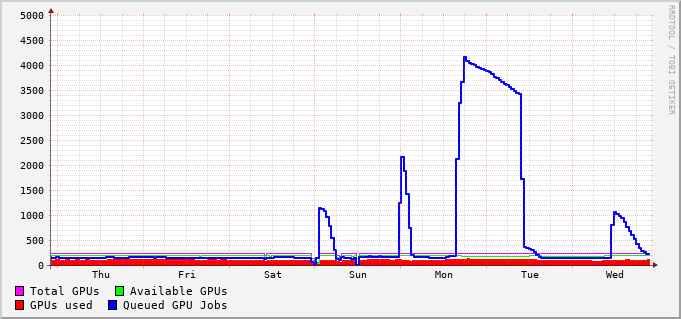 5000
4500
4000
3500
3000
2500
2000
1500
1000
500
0
Thu Fri Sat Sun Mon Tue Wed
Total GPUs Available GPUs
GPUs used Queued GPU Jobs
RRDTOOL / TOBI OETIKER